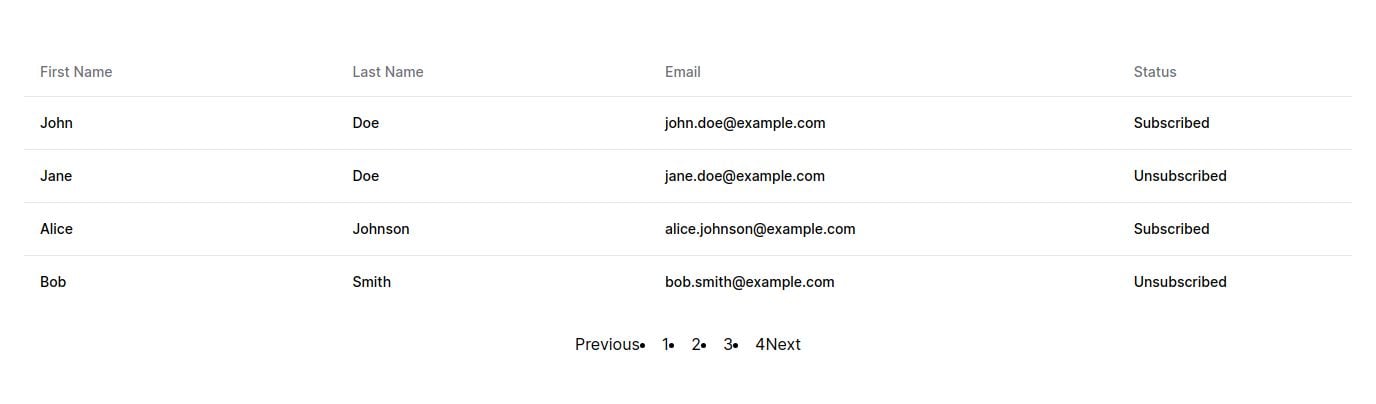 First Name Last Name Email Status
John Doe john.doe@example.com Subscribed
Jane Doe jane.doe@example.com Unsubscribed
Alice Johnson alice.johnson@example.com Subscribed
Bob Smith bob.smith@example.com Unsubscribed
Previous• 1• 2• 3• 4Next